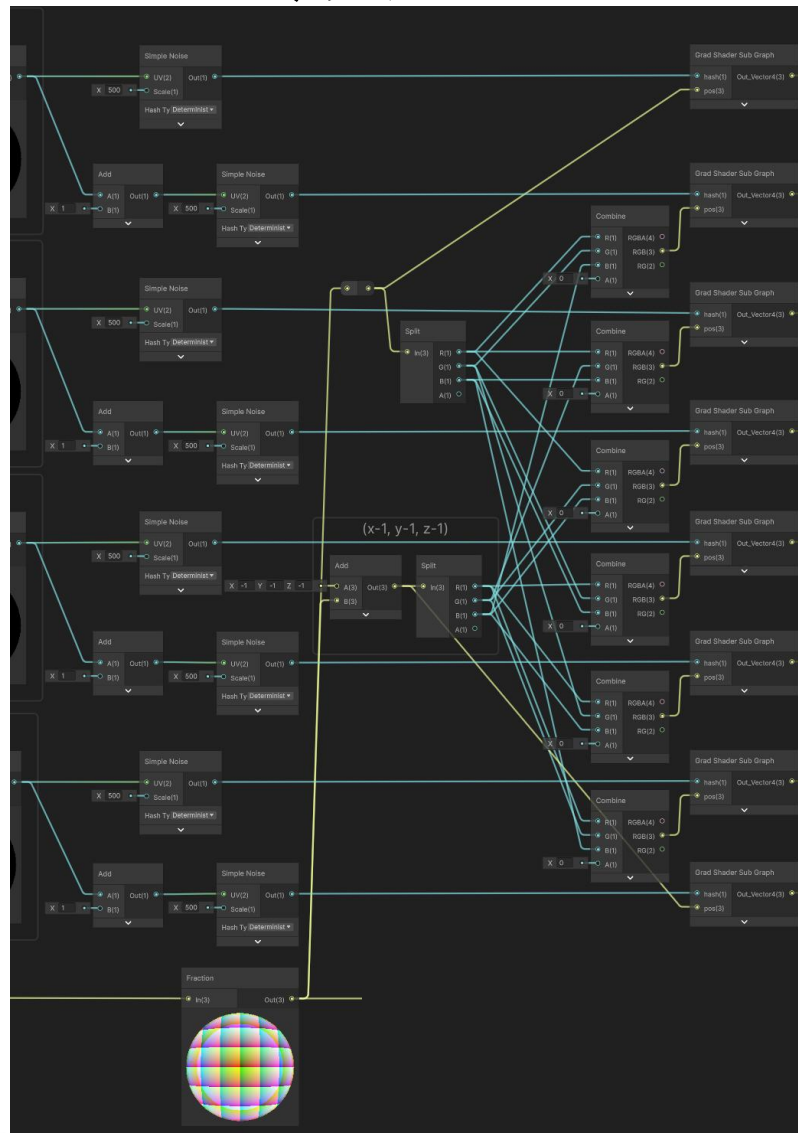 Simple Noise
UV(2) Out(1)
X 500 Scale(1)
Hash Ty Determinist
Add
A(1) Out(1)
X 1 B(1)
Simple Noise
UV(2) Out(1)
X 500 Scale(1)
Hash Ty Determinist
Simple Noise
UV(2) Out(1)
X 500 Scale(1)
Hash Ty Determinist
Add
A(1) Out(1)
X 1 B(1)
Simple Noise
UV(2) Out(1)
X 500 Scale(1)
Hash Ty Determinist
Simple Noise
UV(2) Out(1)
X 500 Scale(1)
Hash Ty Determinist
Add
A(1) Out(1)
X 1 B(1)
Simple Noise
UV(2) Out(1)
X 500 Scale(1)
Hash Ty Determinist
Simple Noise
UV(2) Out(1)
X 500 Scale(1)
Hash Ty Determinist
Add
A(1) Out(1)
X 1 B(1)
Simple Noise
UV(2) Out(1)
X 500 Scale(1)
Hash Ty Determinist
Fraction
In(3) Out(3)
Split
In(3) R(1)
G(1)
B(1)
A(1)
(x-1, y-1, z-1)
Add
X -1 Y -1 Z -1 A(3) Out(3)
B(3)
Split
In(3) R(1)
G(1)
B(1)
A(1)
Combine
R(1) RGBA(4)
G(1) RGB(3)
B(1) RG(2)
X 0 A(1)
Combine
R(1) RGBA(4)
G(1) RGB(3)
B(1) RG(2)
X 0 A(1)
Combine
R(1) RGBA(4)
G(1) RGB(3)
B(1) RG(2)
X 0 A(1)
Combine
R(1) RGBA(4)
G(1) RGB(3)
B(1) RG(2)
X 0 A(1)
Combine
R(1) RGBA(4)
G(1) RGB(3)
B(1) RG(2)
X 0 A(1)
Combine
R(1) RGBA(4)
G(1) RGB(3)
B(1) RG(2)
X 0 A(1)
Grad Shader Sub Graph
hash(1) Out_Vector4(3)
pos(3)
Grad Shader Sub Graph
hash(1) Out_Vector4(3)
pos(3)
Grad Shader Sub Graph
hash(1) Out_Vector4(3)
pos(3)
Grad Shader Sub Graph
hash(1) Out_Vector4(3)
pos(3)
Grad Shader Sub Graph
hash(1) Out_Vector4(3)
pos(3)
Grad Shader Sub Graph
hash(1) Out_Vector4(3)
pos(3)
Grad Shader Sub Graph
hash(1) Out_Vector4(3)
pos(3)
Grad Shader Sub Graph
hash(1) Out_Vector4(3)
pos(3)